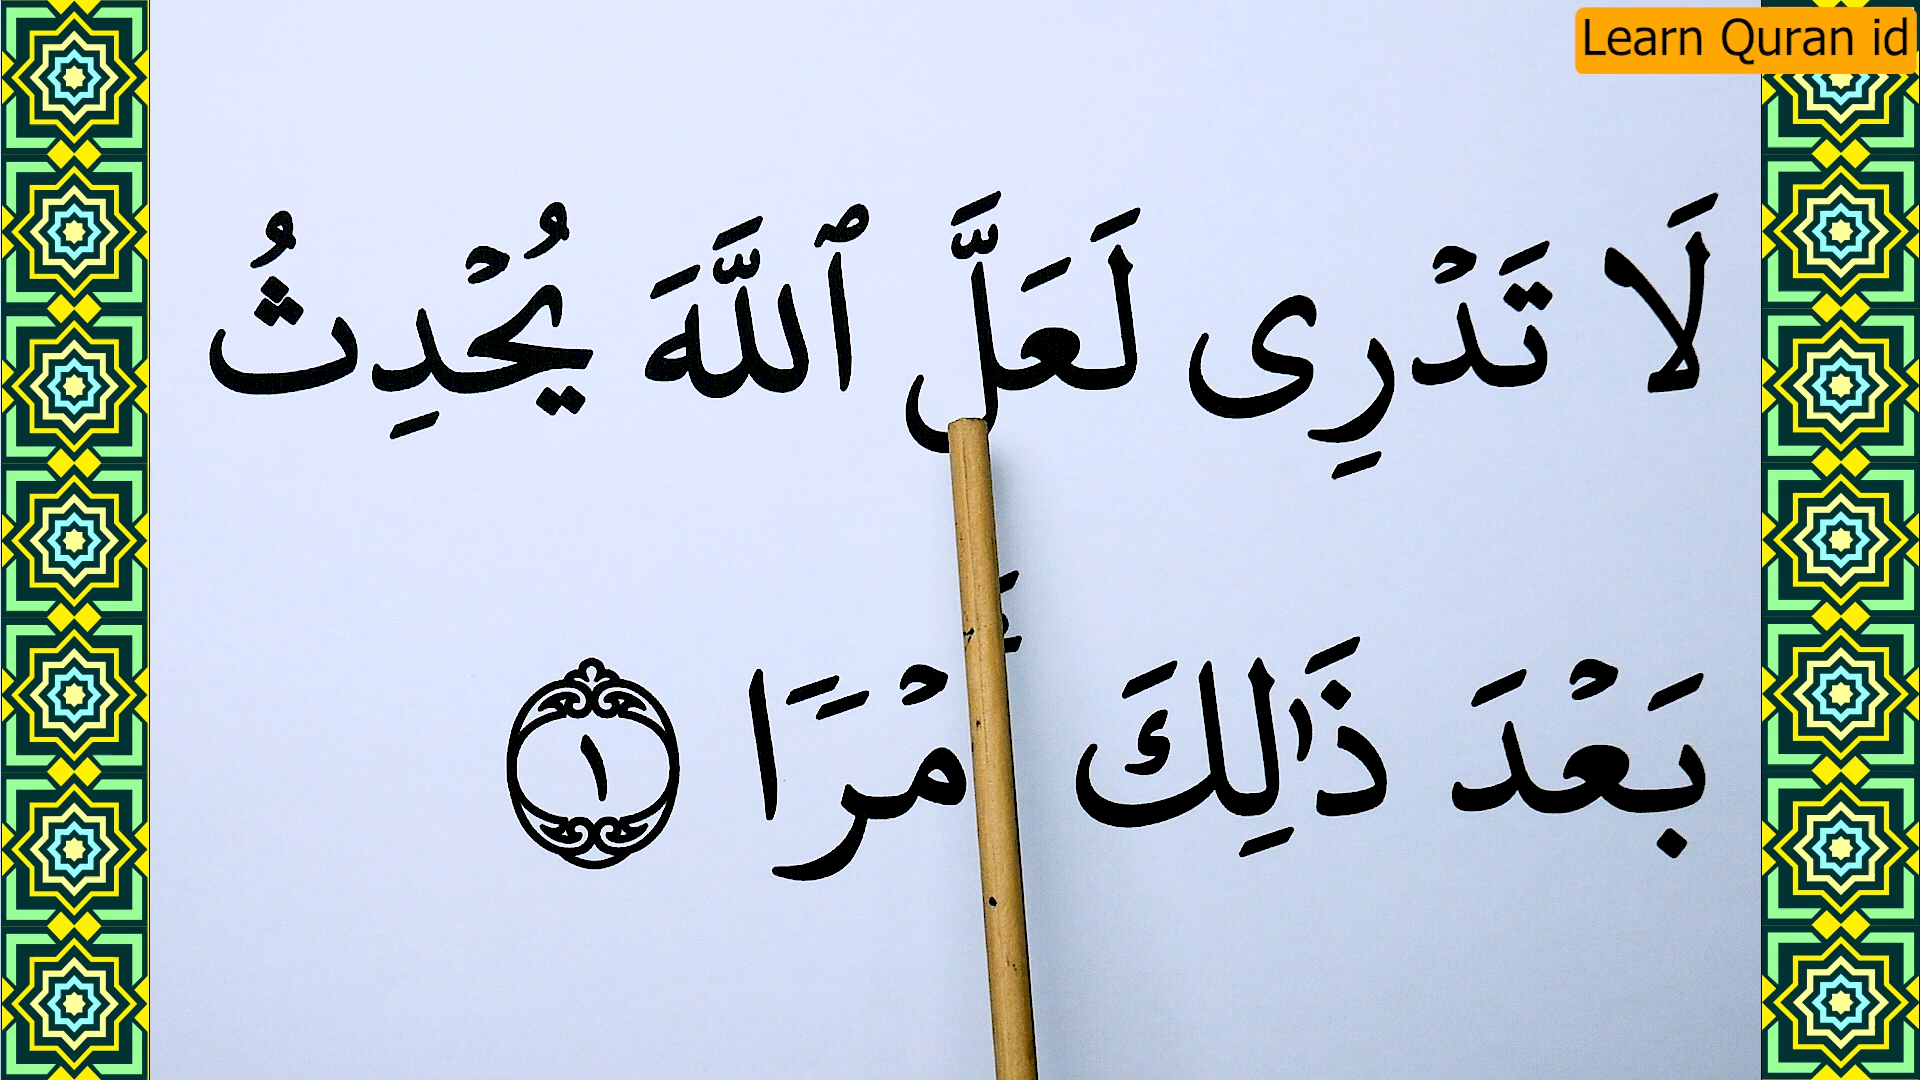 Learn Quran id
لَا تَدْرِى لَعَلَّ ٱللَّهَ يُحْدِثُ
بَعْدَ ذَٰلِكَ مْرًا ١